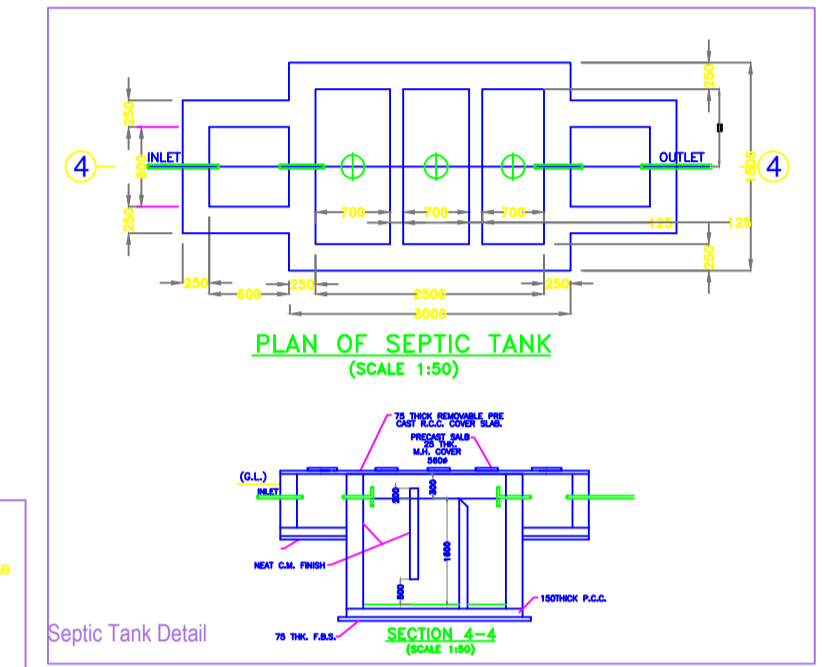 250
250
INLET
OUTLET
4
600
1500
4
700
700
700
125
125
250
250
250
250
250
600
2500
3000
PLAN OF SEPTIC TANK
(SCALE 1:50)
75 THICK REMOVABLE PRE
CAST R.C.C. COVER SLAB.
PRECAST SALB
25 THK.
M.H. COVER
560ø
(G.L.)
INLET
200
300
NEAT C.M. FINISH
1600
500
150THICK P.C.C.
75 THK. F.B.S.
SECTION 4-4
(SCALE 1:50)
Septic Tank Detail